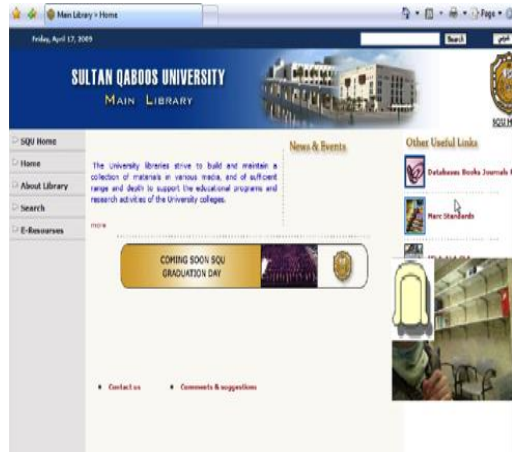 Main Library > Home
Page
Friday, April 17, 2009
Search
SULTAN QABOOS UNIVERSITY
MAIN LIBRARY
SQU Home
SQU Home
Home
About Library
Search
E-Resourses
News & Events
The University libraries strive to build and maintain a
collection of materials in various media, and of sufficient
range and depth to support the educational programs and
research activities of the University colleges.
more
COMING SOON SQU
GRADUATION DAY
Other Useful Links
Databases Books Journals
Marc Standards
Contact us
Comments & suggestions